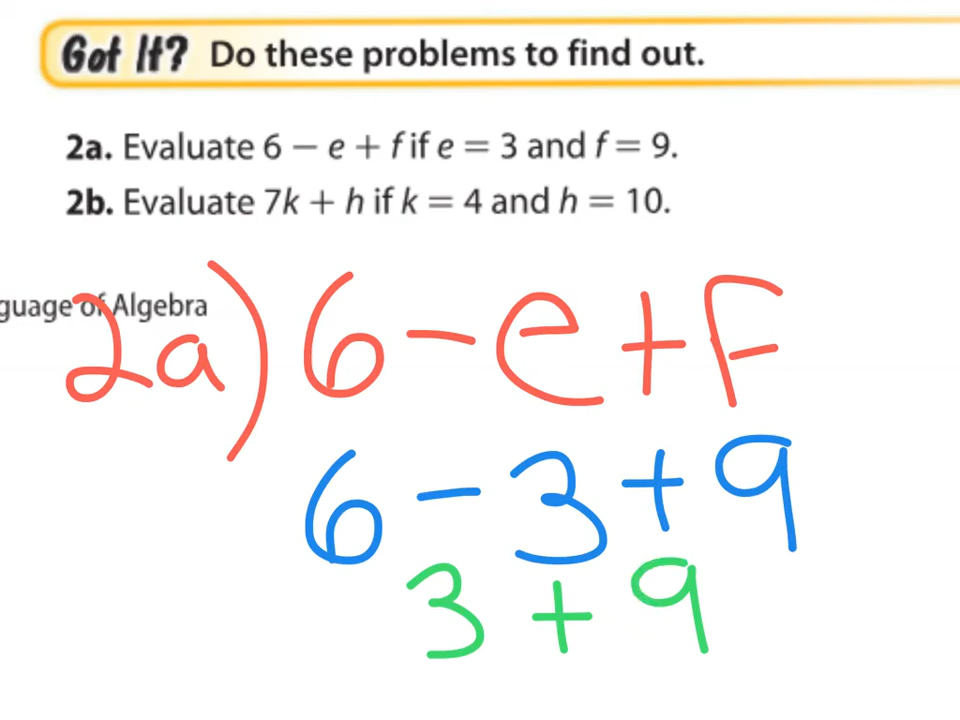 Got It? Do these problems to find out.
2a. Evaluate 6 − e + f if e = 3 and f = 9.
2b. Evaluate 7k + h if k = 4 and h = 10.
guage of Algebra
2a) 6 - e + f
6 - 3 + 9
3 + 9